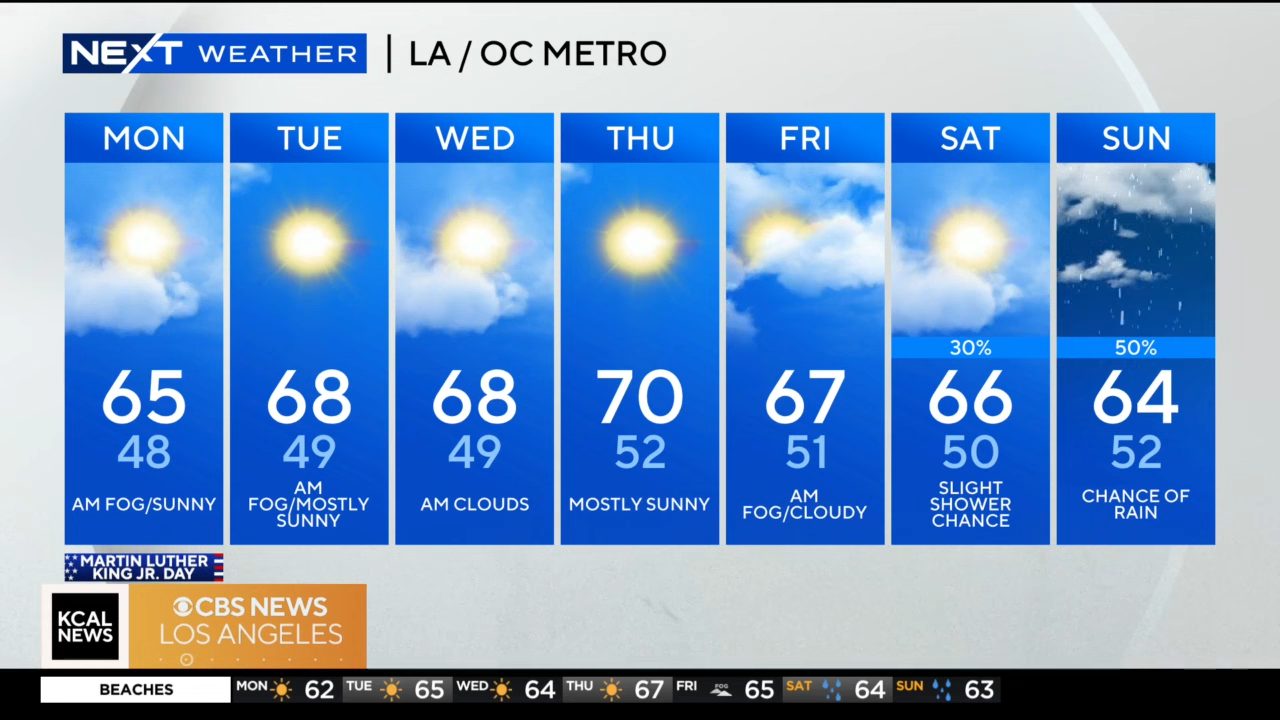 NEXT WEATHER | LA / OC METRO
MON TUE WED THU FRI SAT SUN
30% 50%
65 68 68 70 67 66 64
48 49 49 52 51 50 52
AM FOG/SUNNY
AM
FOG/MOSTLY
SUNNY
AM CLOUDS
MOSTLY SUNNY
AM
FOG/CLOUDY
SLIGHT
SHOWER
CHANCE
CHANCE OF
RAIN
MARTIN LUTHER
KING JR. DAY
KCAL
NEWS
CBS NEWS
LOS ANGELES
BEACHES MON 62 TUE 65 WED 64 THU 67 FRI FOG 65 SAT 64 SUN 63